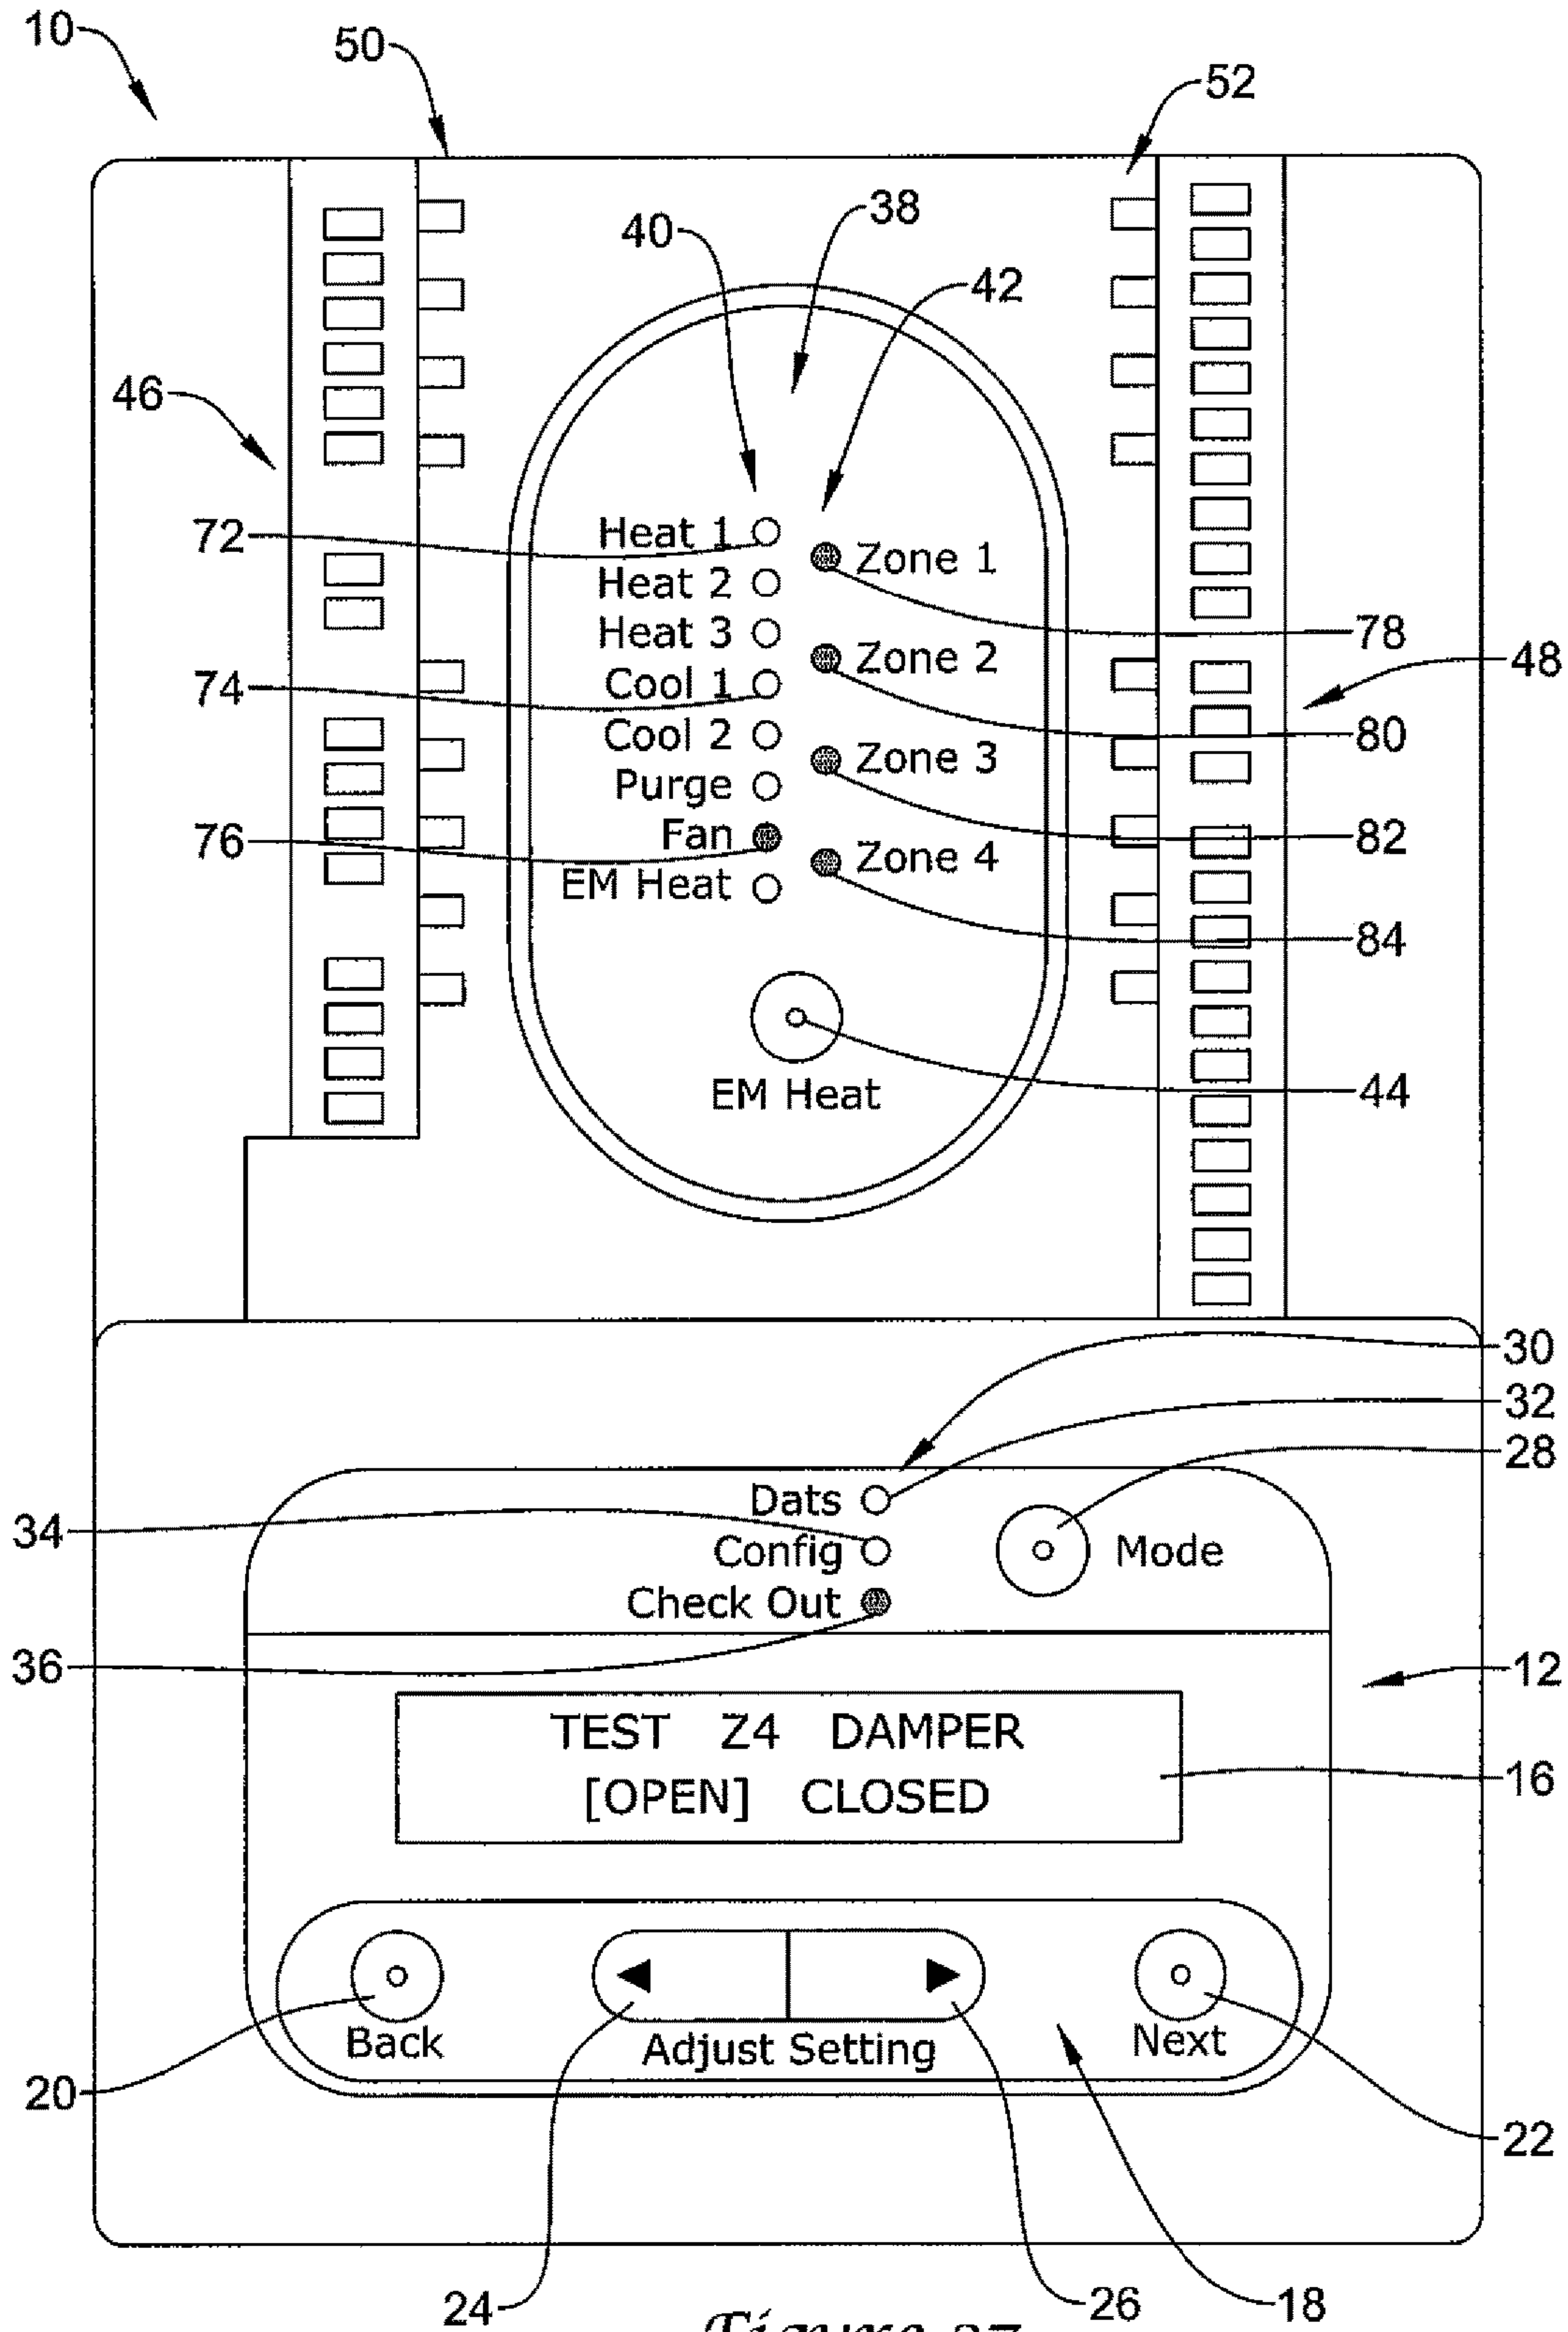 10
50
52
38
40
42
46
Heat 1
72
Zone 1
Heat 2
Heat 3
78
Zone 2
48
Cool 1
74
Cool 2
80
Zone 3
Purge
Fan
76
82
Zone 4
EM Heat
84
EM Heat
44
30
32
28
Dats
34
Config
Mode
Check Out
36
12
TEST Z4 DAMPER
[OPEN] CLOSED
16
Back
Adjust Setting
Next
20
22
24
26
18
Figure 27